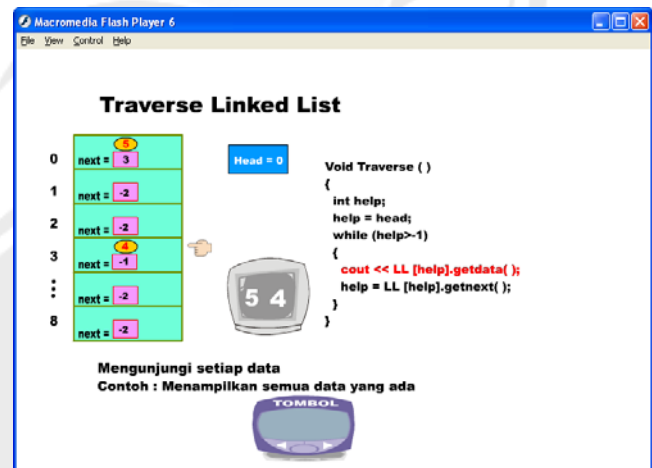 Macromedia Flash Player 6
File View Control Help
Traverse Linked List
5
0 next = 3
1 next = -2
2 next = -2
4
3 next = -1
⋮ next = -2
8 next = -2
Head = 0
5 4
Void Traverse ( )
{
int help;
help = head;
while (help>-1)
{
cout << LL [help].getdata( );
help = LL [help].getnext( );
}
}
Mengunjungi setiap data
Contoh : Menampilkan semua data yang ada
TOMBOL